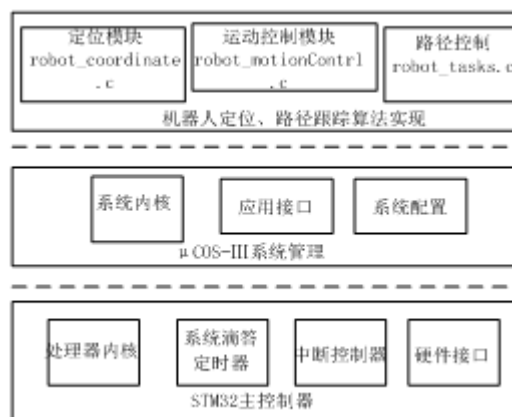 定位模块
robot_coordinate
.c
运动控制模块
robot_motionContrl
.c
路径控制
robot_tasks.c
机器人定位、路径跟踪算法实现
系统内核
应用接口
系统配置
μCOS-III系统管理
处理器内核
系统滴答
定时器
中断控制器
硬件接口
STM32主控制器